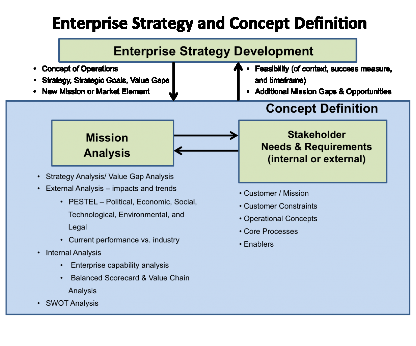 Enterprise Strategy and Concept Definition
Enterprise Strategy Development
• Concept of Operations
• Strategy, Strategic Goals, Value Gaps
• New Mission or Market Element
• Feasibility (of context, success measure,
and timeframe)
• Additional Mission Gaps & Opportunities
Concept Definition
Mission
Analysis
Stakeholder
Needs & Requirements
(internal or external)
• Strategy Analysis/ Value Gap Analysis
• External Analysis – impacts and trends
• PESTEL – Political, Economic, Social,
Technological, Environmental, and
Legal
• Current performance vs. industry
• Internal Analysis
• Enterprise capability analysis
• Balanced Scorecard & Value Chain
Analysis
• SWOT Analysis
• Customer / Mission
• Customer Constraints
• Operational Concepts
• Core Processes
• Enablers